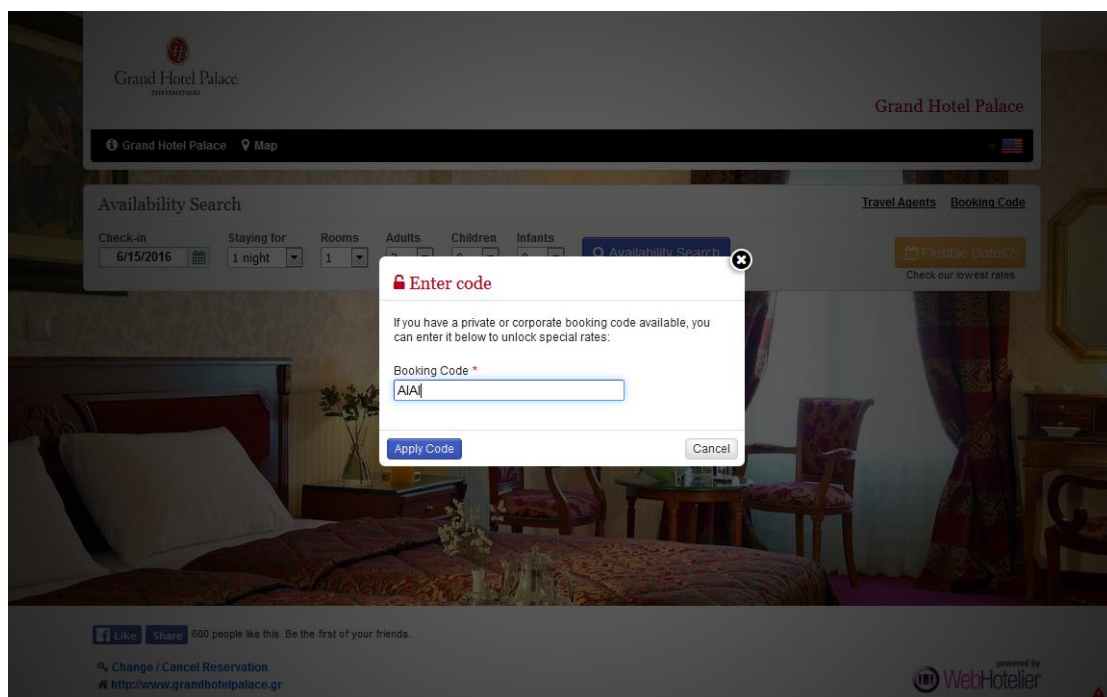 Grand Hotel Palace
THESSALONIKI
Grand Hotel Palace
Grand Hotel Palace Map
Availability Search
Travel Agents Booking Code
Check-in Staying for Rooms Adults Children Infants
6/15/2016 1 night 1 Availability Search Flexible Dates?
Check our lowest rates
Enter code
If you have a private or corporate booking code available, you
can enter it below to unlock special rates:
Booking Code *
AIAI
Apply Code Cancel
Like Share 600 people like this. Be the first of your friends.
Change / Cancel Reservation
http://www.grandhotelpalace.gr
powered by
WebHotelier